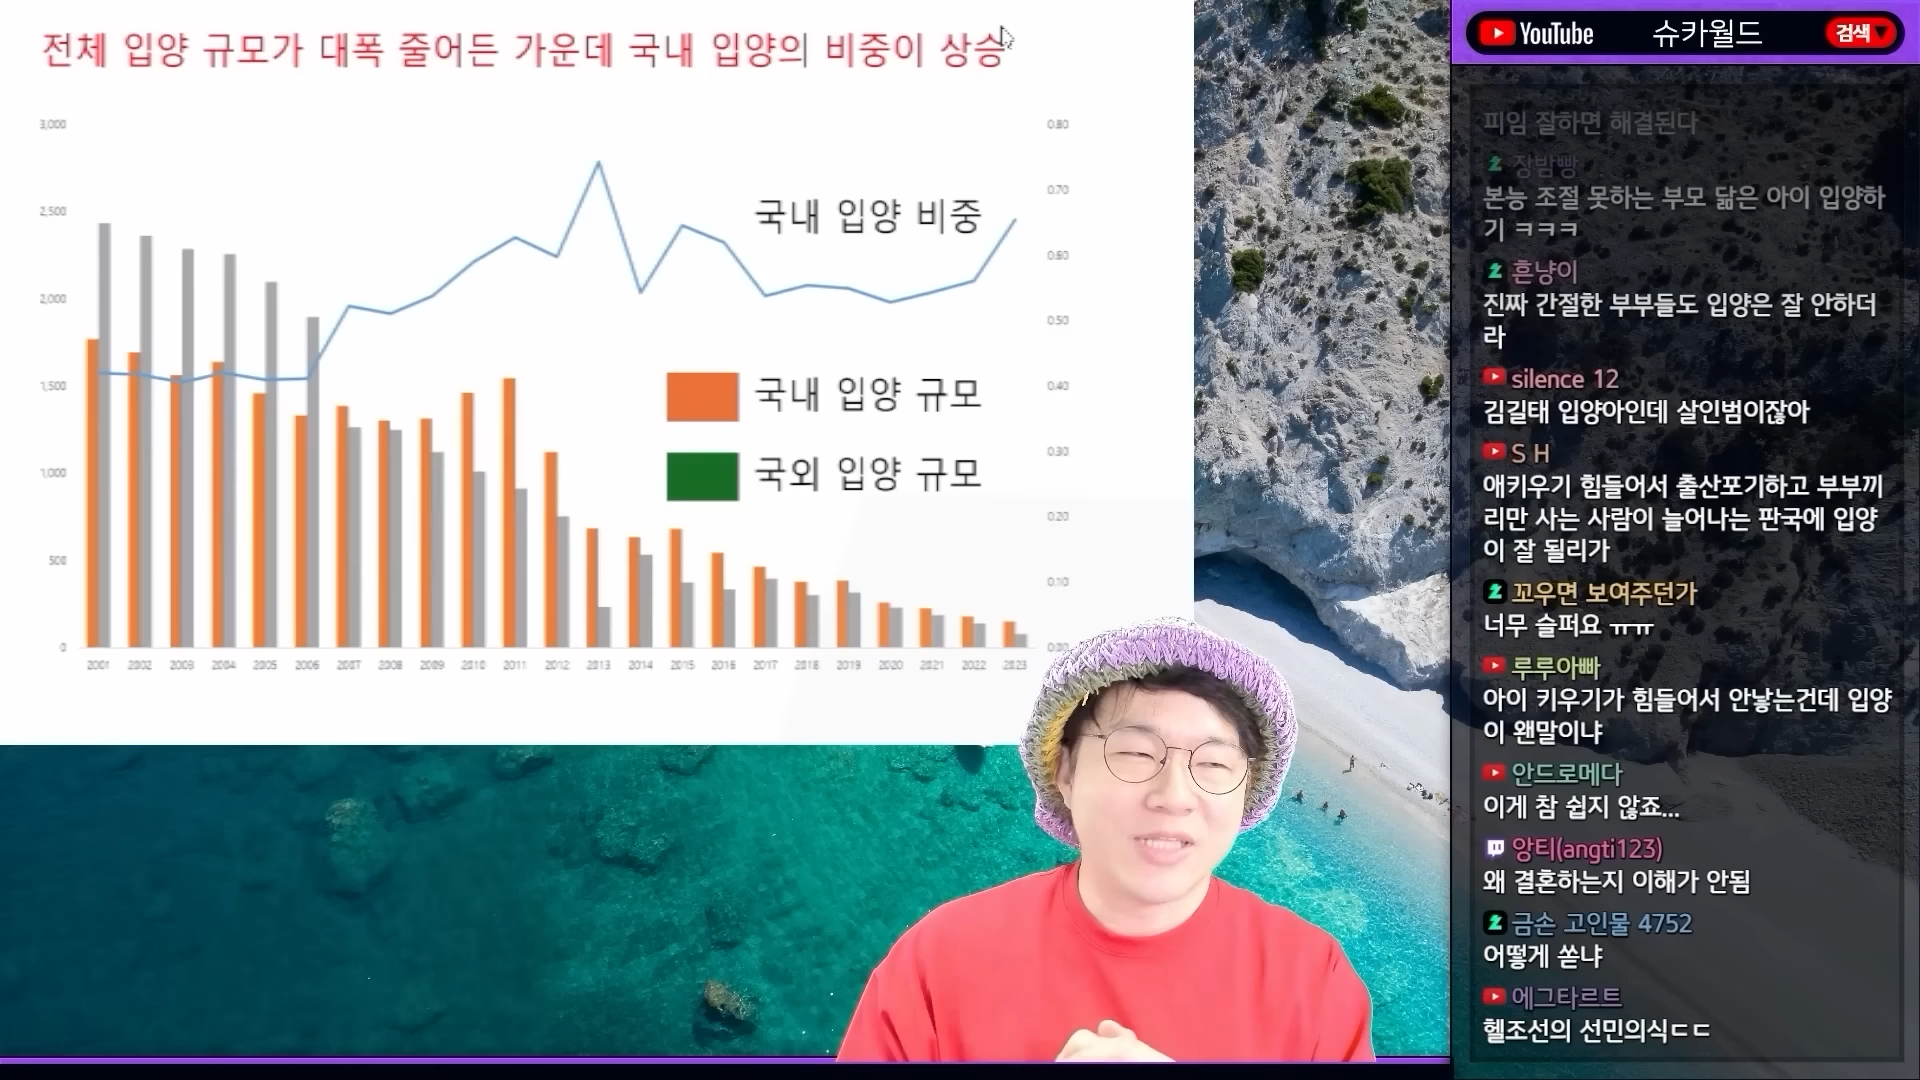 전체 입양 규모가 대폭 줄어든 가운데 국내 입양의 비중이 상승
3,000
2,500
2,000
1,500
1,000
500
0
0.80
0.70
0.60
0.50
0.40
0.30
0.20
0.10
국내 입양 비중
국내 입양 규모
국외 입양 규모
2001 2002 2003 2004 2005 2006 2007 2008 2009 2010 2011 2012 2013 2014 2015 2016 2017 2018 2019 2020 2021 2022 2023
YouTube 슈카월드 검색
피임 잘하면 해결된다
장밤빵
본능 조절 못하는 부모 닮은 아이 입양하
기 ㅋㅋㅋ
흔냥이
진짜 간절한 부부들도 입양은 잘 안하더
라
silence 12
김길태 입양아인데 살인범이잖아
S H
애키우기 힘들어서 출산포기하고 부부끼
리만 사는 사람이 늘어나는 판국에 입양
이 잘 될리가
꼬우면 보여주던가
너무 슬퍼요 ㅠㅠ
루루아빠
아이 키우기가 힘들어서 안낳는건데 입양
이 왠말이냐
안드로메다
이게 참 쉽지 않죠...
앙티(angti123)
왜 결혼하는지 이해가 안됨
금손 고인물 4752
어떻게 쏟냐
에그타르트
헬조선의 선민의식ㄷㄷ